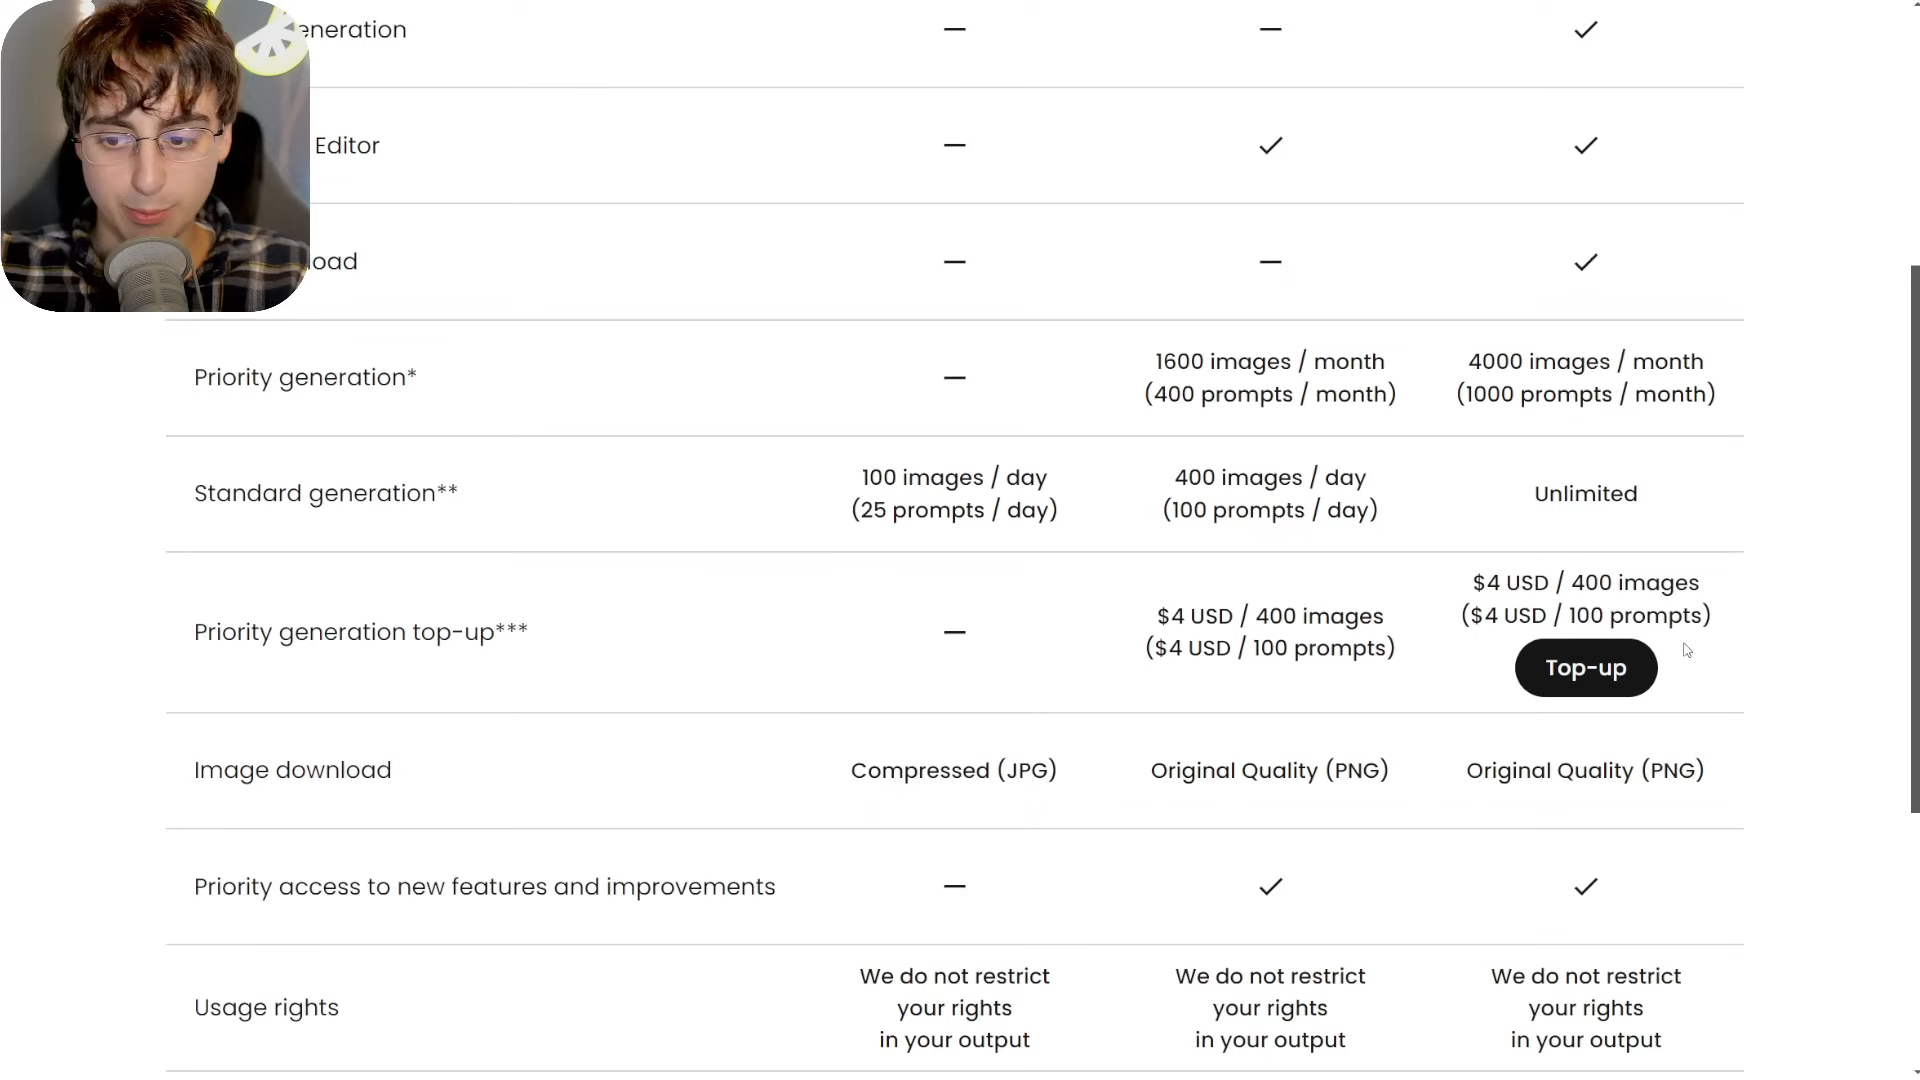 eneration
Editor
load
Priority generation*
1600 images / month
(400 prompts / month)
4000 images / month
(1000 prompts / month)
Standard generation**
100 images / day
(25 prompts / day)
400 images / day
(100 prompts / day)
Unlimited
Priority generation top-up***
$4 USD / 400 images
($4 USD / 100 prompts)
$4 USD / 400 images
($4 USD / 100 prompts)
Top-up
Image download
Compressed (JPG)
Original Quality (PNG)
Original Quality (PNG)
Priority access to new features and improvements
Usage rights
We do not restrict
your rights
in your output
We do not restrict
your rights
in your output
We do not restrict
your rights
in your output